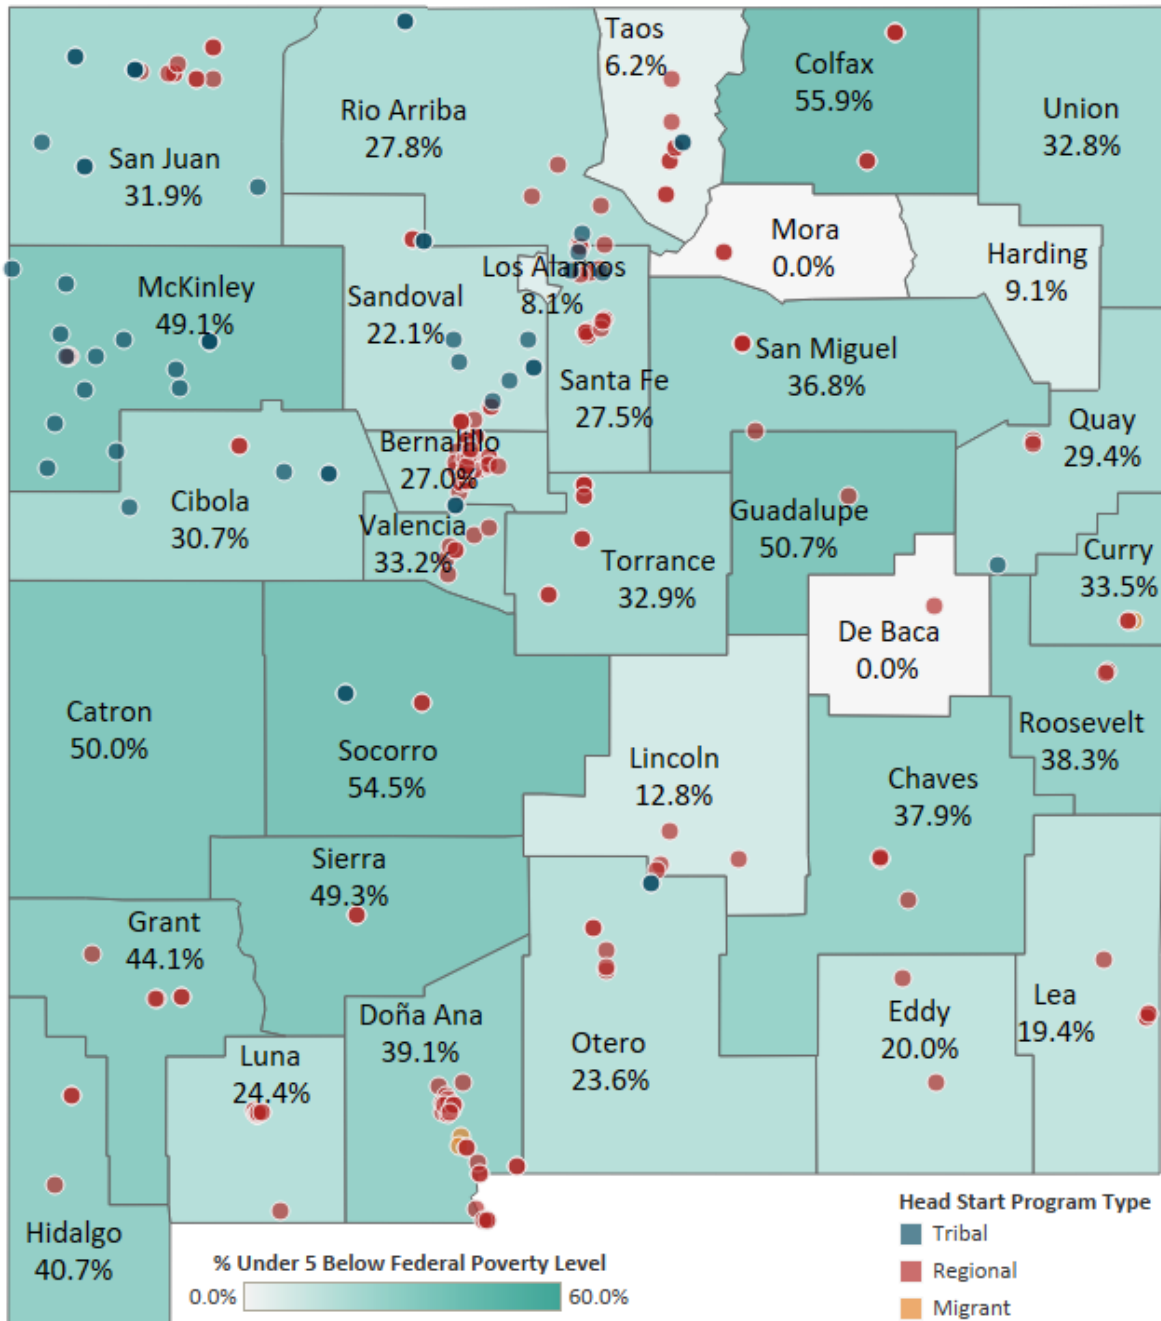 Taos
6.2%
Colfax
55.9%
Union
32.8%
Rio Arriba
27.8%
San Juan
31.9%
Mora
0.0%
Harding
9.1%
Los Alamos
8.1%
McKinley
49.1%
Sandoval
22.1%
San Miguel
36.8%
Santa Fe
27.5%
Quay
29.4%
Bernalillo
27.0%
Cibola
30.7%
Valencia
33.2%
Guadalupe
50.7%
Torrance
32.9%
Curry
33.5%
De Baca
0.0%
Catron
50.0%
Socorro
54.5%
Lincoln
12.8%
Roosevelt
38.3%
Chaves
37.9%
Sierra
49.3%
Grant
44.1%
Doña Ana
39.1%
Lea
19.4%
Eddy
20.0%
Otero
23.6%
Luna
24.4%
Hidalgo
40.7%
% Under 5 Below Federal Poverty Level
0.0% 60.0%
Head Start Program Type
Tribal
Regional
Migrant